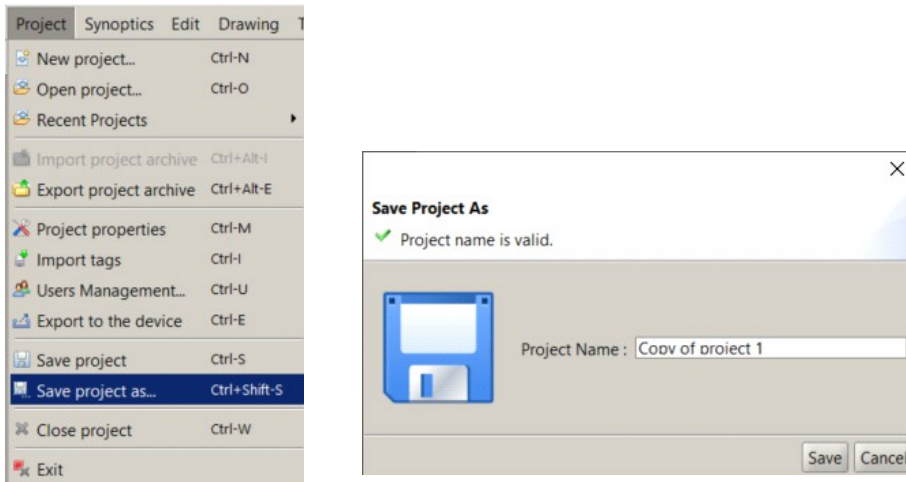 Project Synoptics Edit Drawing
New project... Ctrl-N
Open project... Ctrl-O
Recent Projects
Import project archive Ctrl+Alt-I
Export project archive Ctrl+Alt-E
Project properties Ctrl-M
Import tags Ctrl-I
Users Management... Ctrl-U
Export to the device Ctrl-E
Save project Ctrl-S
Save project as... Ctrl+Shift-S
Close project Ctrl-W
Exit
Save Project As
Project name is valid.
Project Name : Copy of project 1
Save Cancel